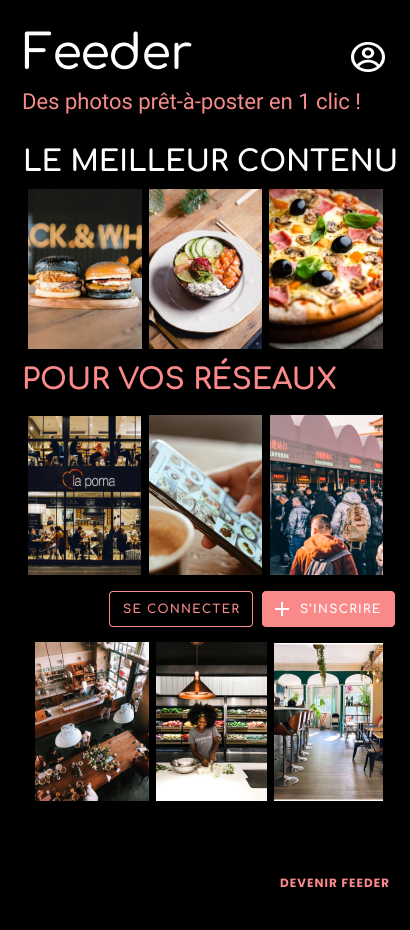 Feeder
Des photos prêt-à-poster en 1 clic !
LE MEILLEUR CONTENU
CK.&WH
POUR VOS RÉSEAUX
la poma
SE CONNECTER
S'INSCRIRE
DEVENIR FEEDER